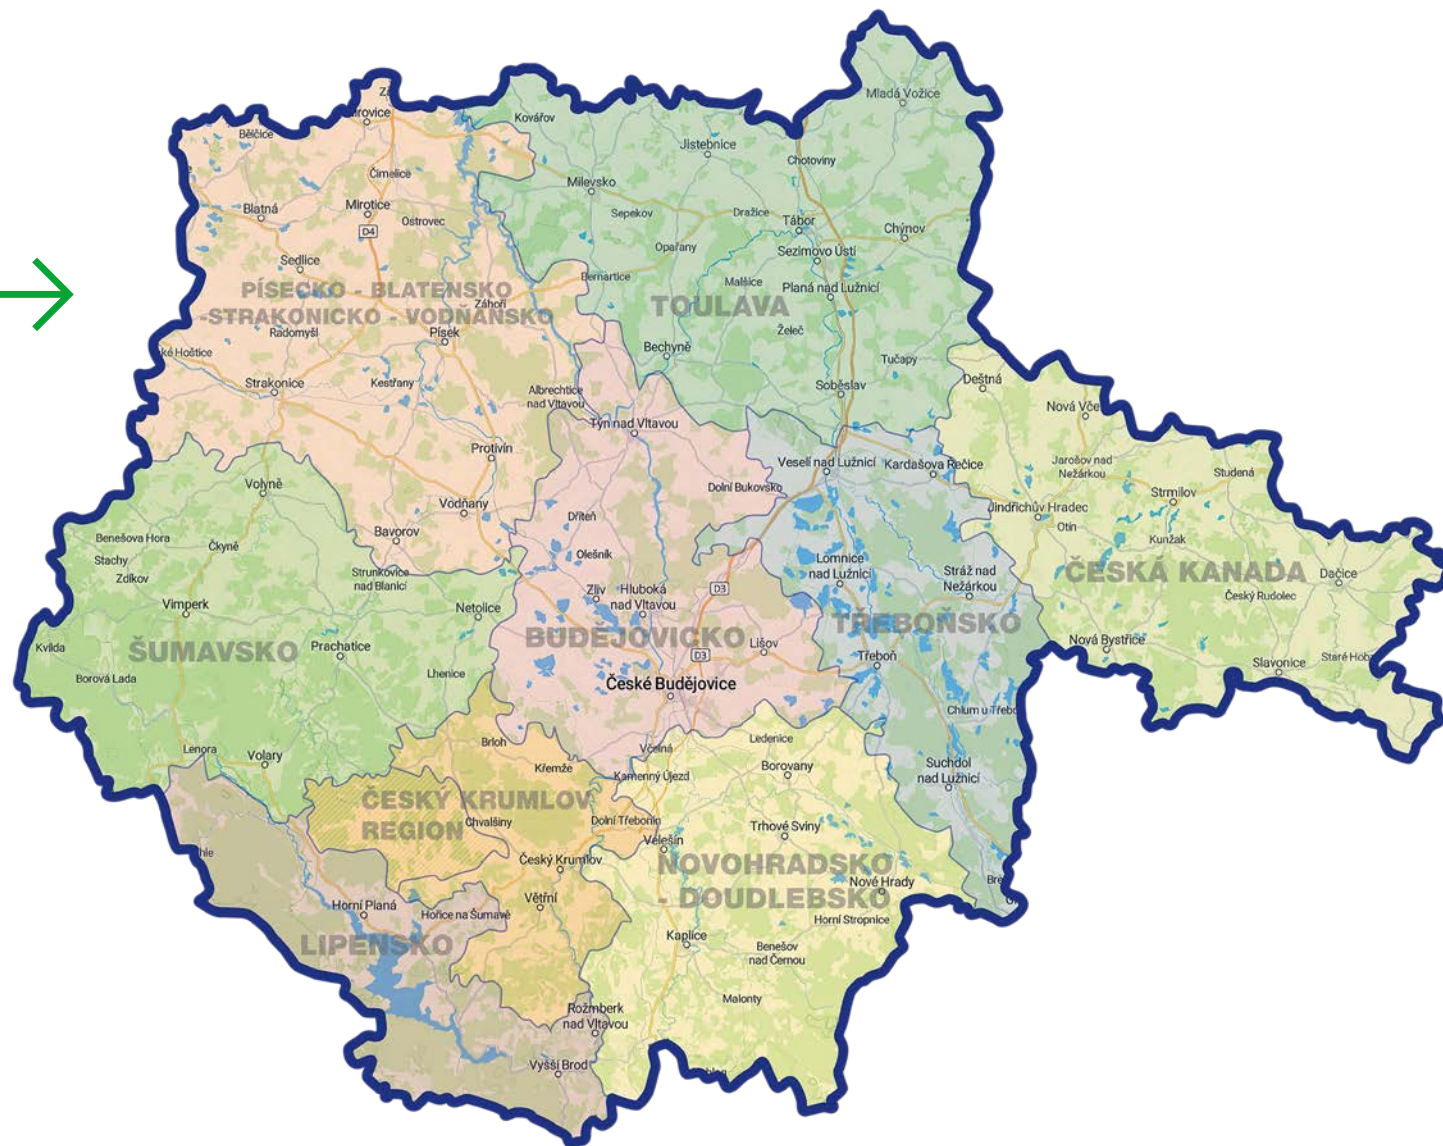 Mladá Vožice
Bělčice
Kovářov
Jistebnice
Chotoviny
Čimelice
Milevsko
Blatná
Mirotice
Ostrovec
Sepekov
Dražice
Tábor
Chýnov
D4
Opařany
Sezimovo Ústí
Sedlice
Bernartice
Malšice
Planá nad Lužnicí
PÍSECKO - BLATENSKO
-STRAKONICKO - VODŇANSKO
Záhoří
TOULAVA
Radomyšl
Písek
Želeč
Bechyně
Tučapy
Strakonice
Kestřany
Albrechtice
nad Vltavou
Soběslav
Deštná
Týn nad Vltavou
Protivín
Veselí nad Lužnicí
Kardašova Řečice
Jarošov nad
Nežárkou
Studená
Volyně
Dolní Bukovsko
Strmilov
Vodňany
Jindřichův Hradec
Dříteň
Otín
Benešova Hora
Čkyně
Bavorov
Kunžak
Stachy
Olešník
Lomnice
nad Lužnicí
Stráž nad
Nežárkou
ČESKÁ KANADA
Dačice
Zdíkov
Strunkovice
nad Blanicí
Zliv
Hluboká
nad Vltavou
D3
Český Rudolec
Vimperk
Netolice
TŘEBOŇSKO
Kvilda
ŠUMAVSKO
Prachatice
BUDĚJOVICKO
Lišov
Nová Bystřice
D3
Třeboň
Slavonice
Borová Lada
Lhenice
České Budějovice
Lenora
Volary
Brloh
Včelná
Ledenice
Křemže
Kamenný Újezd
Borovany
Suchdol
nad Lužnicí
ČESKÝ KRUMLOV
REGION
Chvalšiny
Dolní Třebonín
Velešín
Trhové Sviny
Český Krumlov
NOVOHRADSKO
- DOUDLEBSKO
Nové Hrady
Větřní
Horní Planá
Hořice na Šumavě
Horní Stropnice
LIPENSKO
Kaplice
Benešov
nad Černou
Malonty
Rožmberk
nad Vltavou
Vyšší Brod